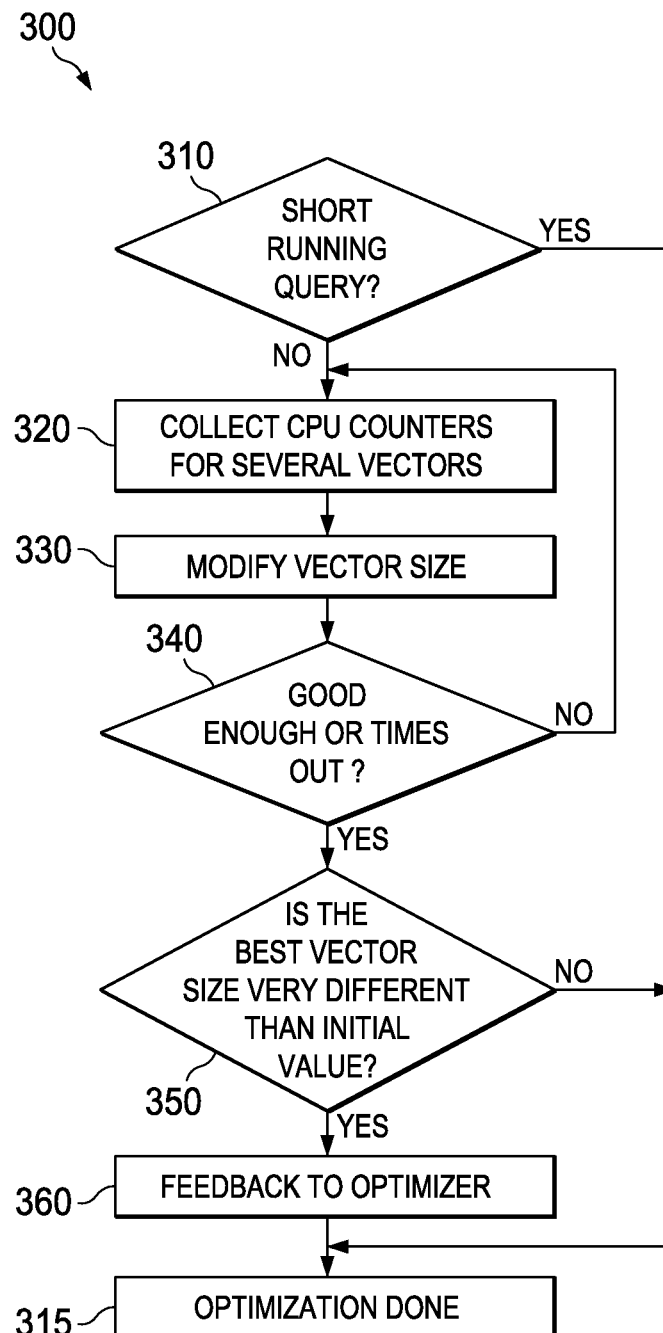 300
310
SHORT
RUNNING
QUERY?
YES
NO
320
COLLECT CPU COUNTERS
FOR SEVERAL VECTORS
330
MODIFY VECTOR SIZE
340
GOOD
ENOUGH OR TIMES
OUT ?
NO
YES
IS THE
BEST VECTOR
SIZE VERY DIFFERENT
THAN INITIAL
VALUE?
NO
350
YES
360
FEEDBACK TO OPTIMIZER
315
OPTIMIZATION DONE